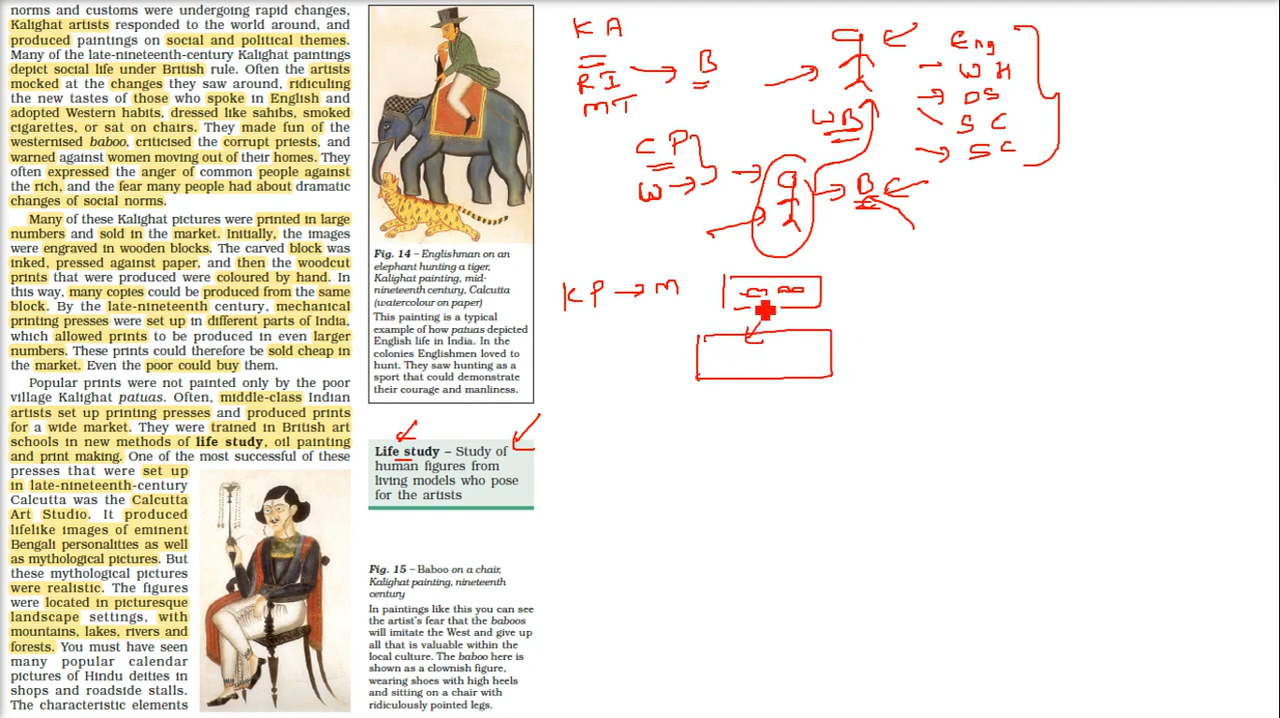 norms and customs were undergoing rapid changes,
Kalighat artists responded to the world around, and
produced paintings on social and political themes.
Many of the late-nineteenth-century Kalighat paintings
depict social life under British rule. Often the artists
mocked at the changes they saw around, ridiculing
the new tastes of those who spoke in English and
adopted Western habits, dressed like sahibs, smoked
cigarettes, or sat on chairs. They made fun of the
westernised baboo, criticised the corrupt priests, and
warned against women moving out of their homes. They
often expressed the anger of common people against
the rich, and the fear many people had about dramatic
changes of social norms.
Many of these Kalighat pictures were printed in large
numbers and sold in the market. Initially, the images
were engraved in wooden blocks. The carved block was
inked, pressed against paper, and then the woodcut
prints that were produced were coloured by hand. In
this way, many copies could be produced from the same
block. By the late-nineteenth century, mechanical
printing presses were set up in different parts of India,
which allowed prints to be produced in even larger
numbers. These prints could therefore be sold cheap in
the market. Even the poor could buy them.
Popular prints were not painted only by the poor
village Kalighat patuas. Often, middle-class Indian
artists set up printing presses and produced prints
for a wide market. They were trained in British art
schools in new methods of life study, oil painting
and print making. One of the most successful of these
presses that were set up
in late-nineteenth-century
Calcutta was the Calcutta
Art Studio. It produced
lifelike images of eminent
Bengali personalities as well
as mythological pictures. But
these mythological pictures
were realistic. The figures
were located in picturesque
landscape settings, with
mountains, lakes, rivers and
forests. You must have seen
many popular calendar
pictures of Hindu deities in
shops and roadside stalls.
The characteristic elements
Fig. 14 – Englishman on an
elephant hunting a tiger,
Kalighat painting, mid-
nineteenth century, Calcutta
(watercolour on paper)
This painting is a typical
example of how patuas depicted
English life in India. In the
colonies Englishmen loved to
hunt. They saw hunting as a
sport that could demonstrate
their courage and manliness.
Life study – Study of
human figures from
living models who pose
for the artists
Fig. 15 – Baboo on a chair,
Kalighat painting, nineteenth
century
In paintings like this you can see
the artist's fear that the baboos
will imitate the West and give up
all that is valuable within the
local culture. The baboo here is
shown as a clownish figure,
wearing shoes with high heels
and sitting on a chair with
ridiculously pointed legs.
K A
R I → B
M T
Eng
W H
DS
S C
S C
W B
C P
W
B
K P → M